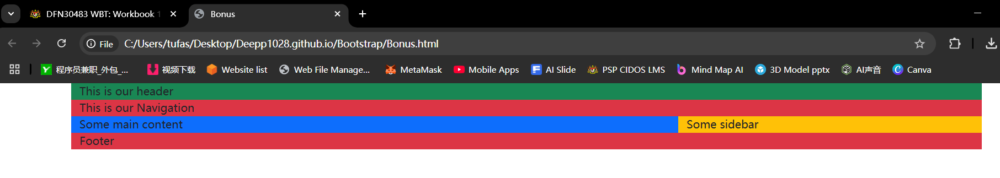 DFN30483 WBT: Workbook 1
Bonus
File
C:/Users/tufas/Desktop/Deepp1028.github.io/Bootstrap/Bonus.html
程序员兼职_外包_...
视频下载
Website list
Web File Manage...
MetaMask
Mobile Apps
AI Slide
PSP CIDOS LMS
Mind Map AI
3D Model pptx
AI声音
Canva
This is our header
This is our Navigation
Some main content
Some sidebar
Footer